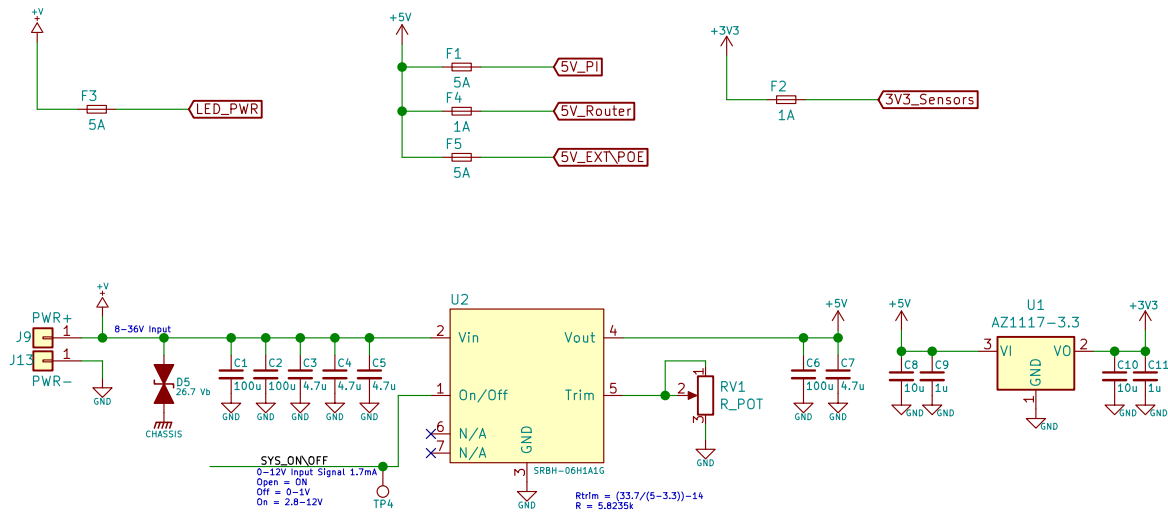 +V
F3
5A
LED_PWR
+5V
F1
5A
5V_PI
F4
1A
5V_Router
F5
5A
5V_EXT\POE
+3V3
F2
1A
3V3_Sensors
PWR+
J9
1
J13
1
PWR-
GND
+V
8-36V Input
D5
26.7 Vb
CHASSIS
C1
100u
GND
C2
100u
GND
C3
4.7u
GND
C4
4.7u
GND
C5
4.7u
GND
U2
2
Vin
Vout
4
1
On/Off
Trim
5
6
N/A
7
N/A
GND
3
SRBH-06H1A1G
GND
SYS_ON\OFF
0-12V Input Signal 1.7mA
Open = ON
Off = 0-1V
On = 2.8-12V
TP4
1
2
3
RV1
R_POT
GND
Rtrim = (33.7/(5-3.3))-14
R = 5.8235k
+5V
C6
100u
GND
C7
4.7u
GND
+5V
C8
10u
GND
C9
1u
GND
U1
AZ1117-3.3
3
VI
VO
2
GND
1
GND
+3V3
C10
10u
GND
C11
1u
GND